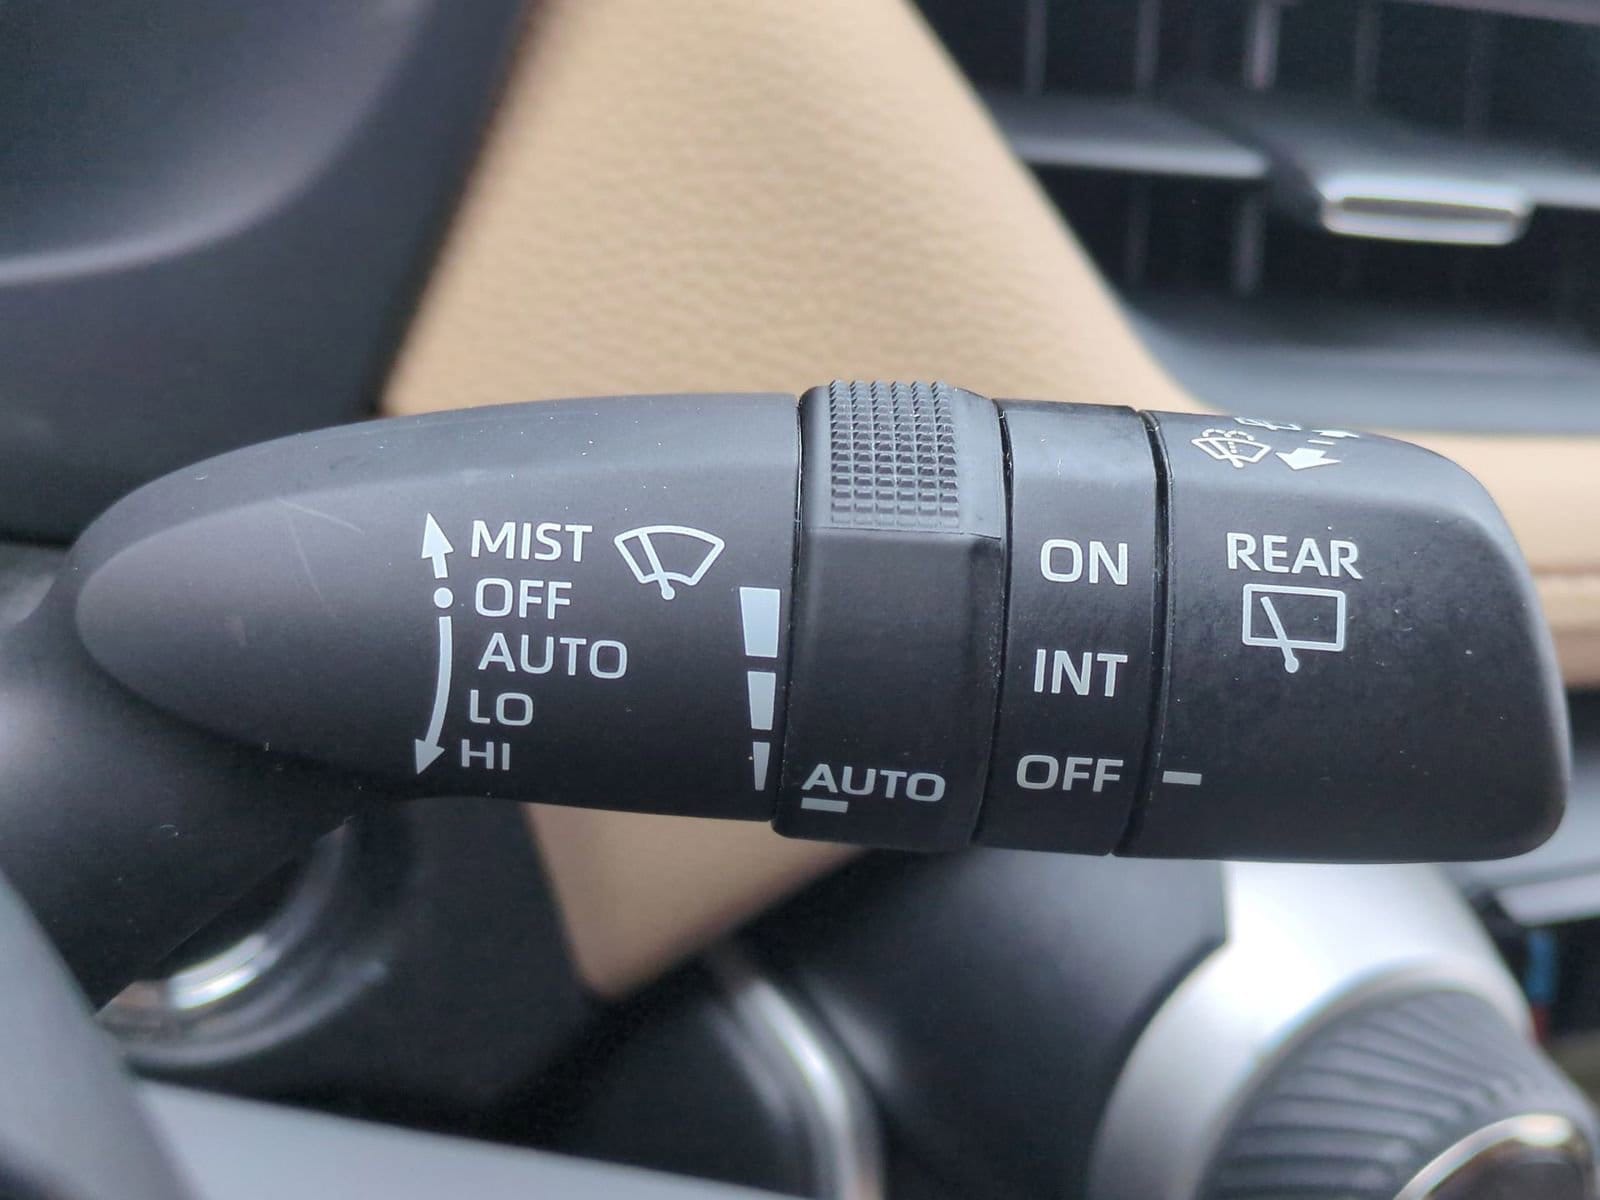 MIST
OFF
AUTO
LO
HI
AUTO
ON
INT
OFF
REAR